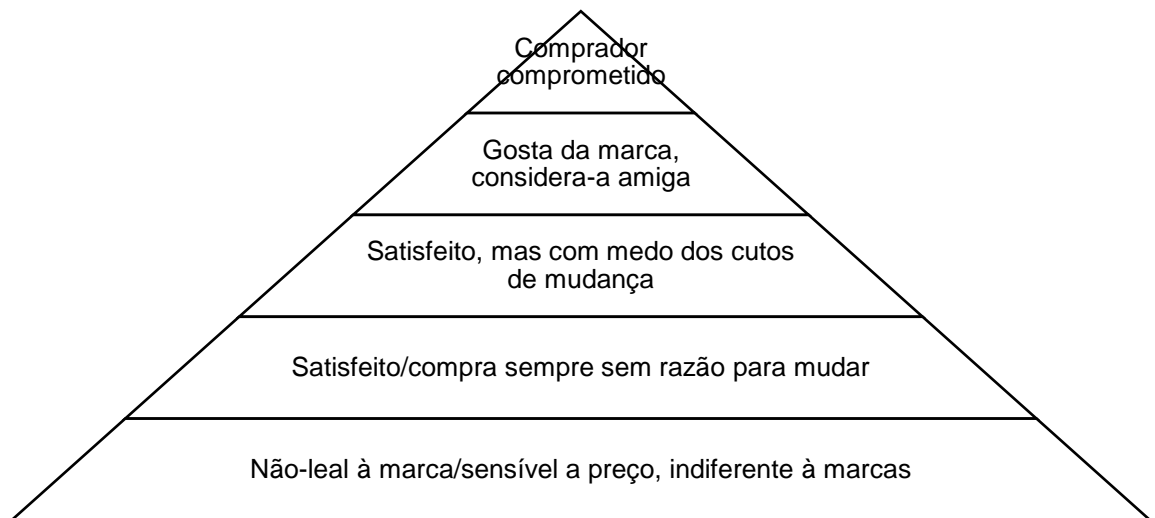 Comprador
comprometido
Gosta da marca,
considera-a amiga
Satisfeito, mas com medo dos cutos
de mudança
Satisfeito/compra sempre sem razão para mudar
Não-leal à marca/sensível a preço, indiferente à marcas